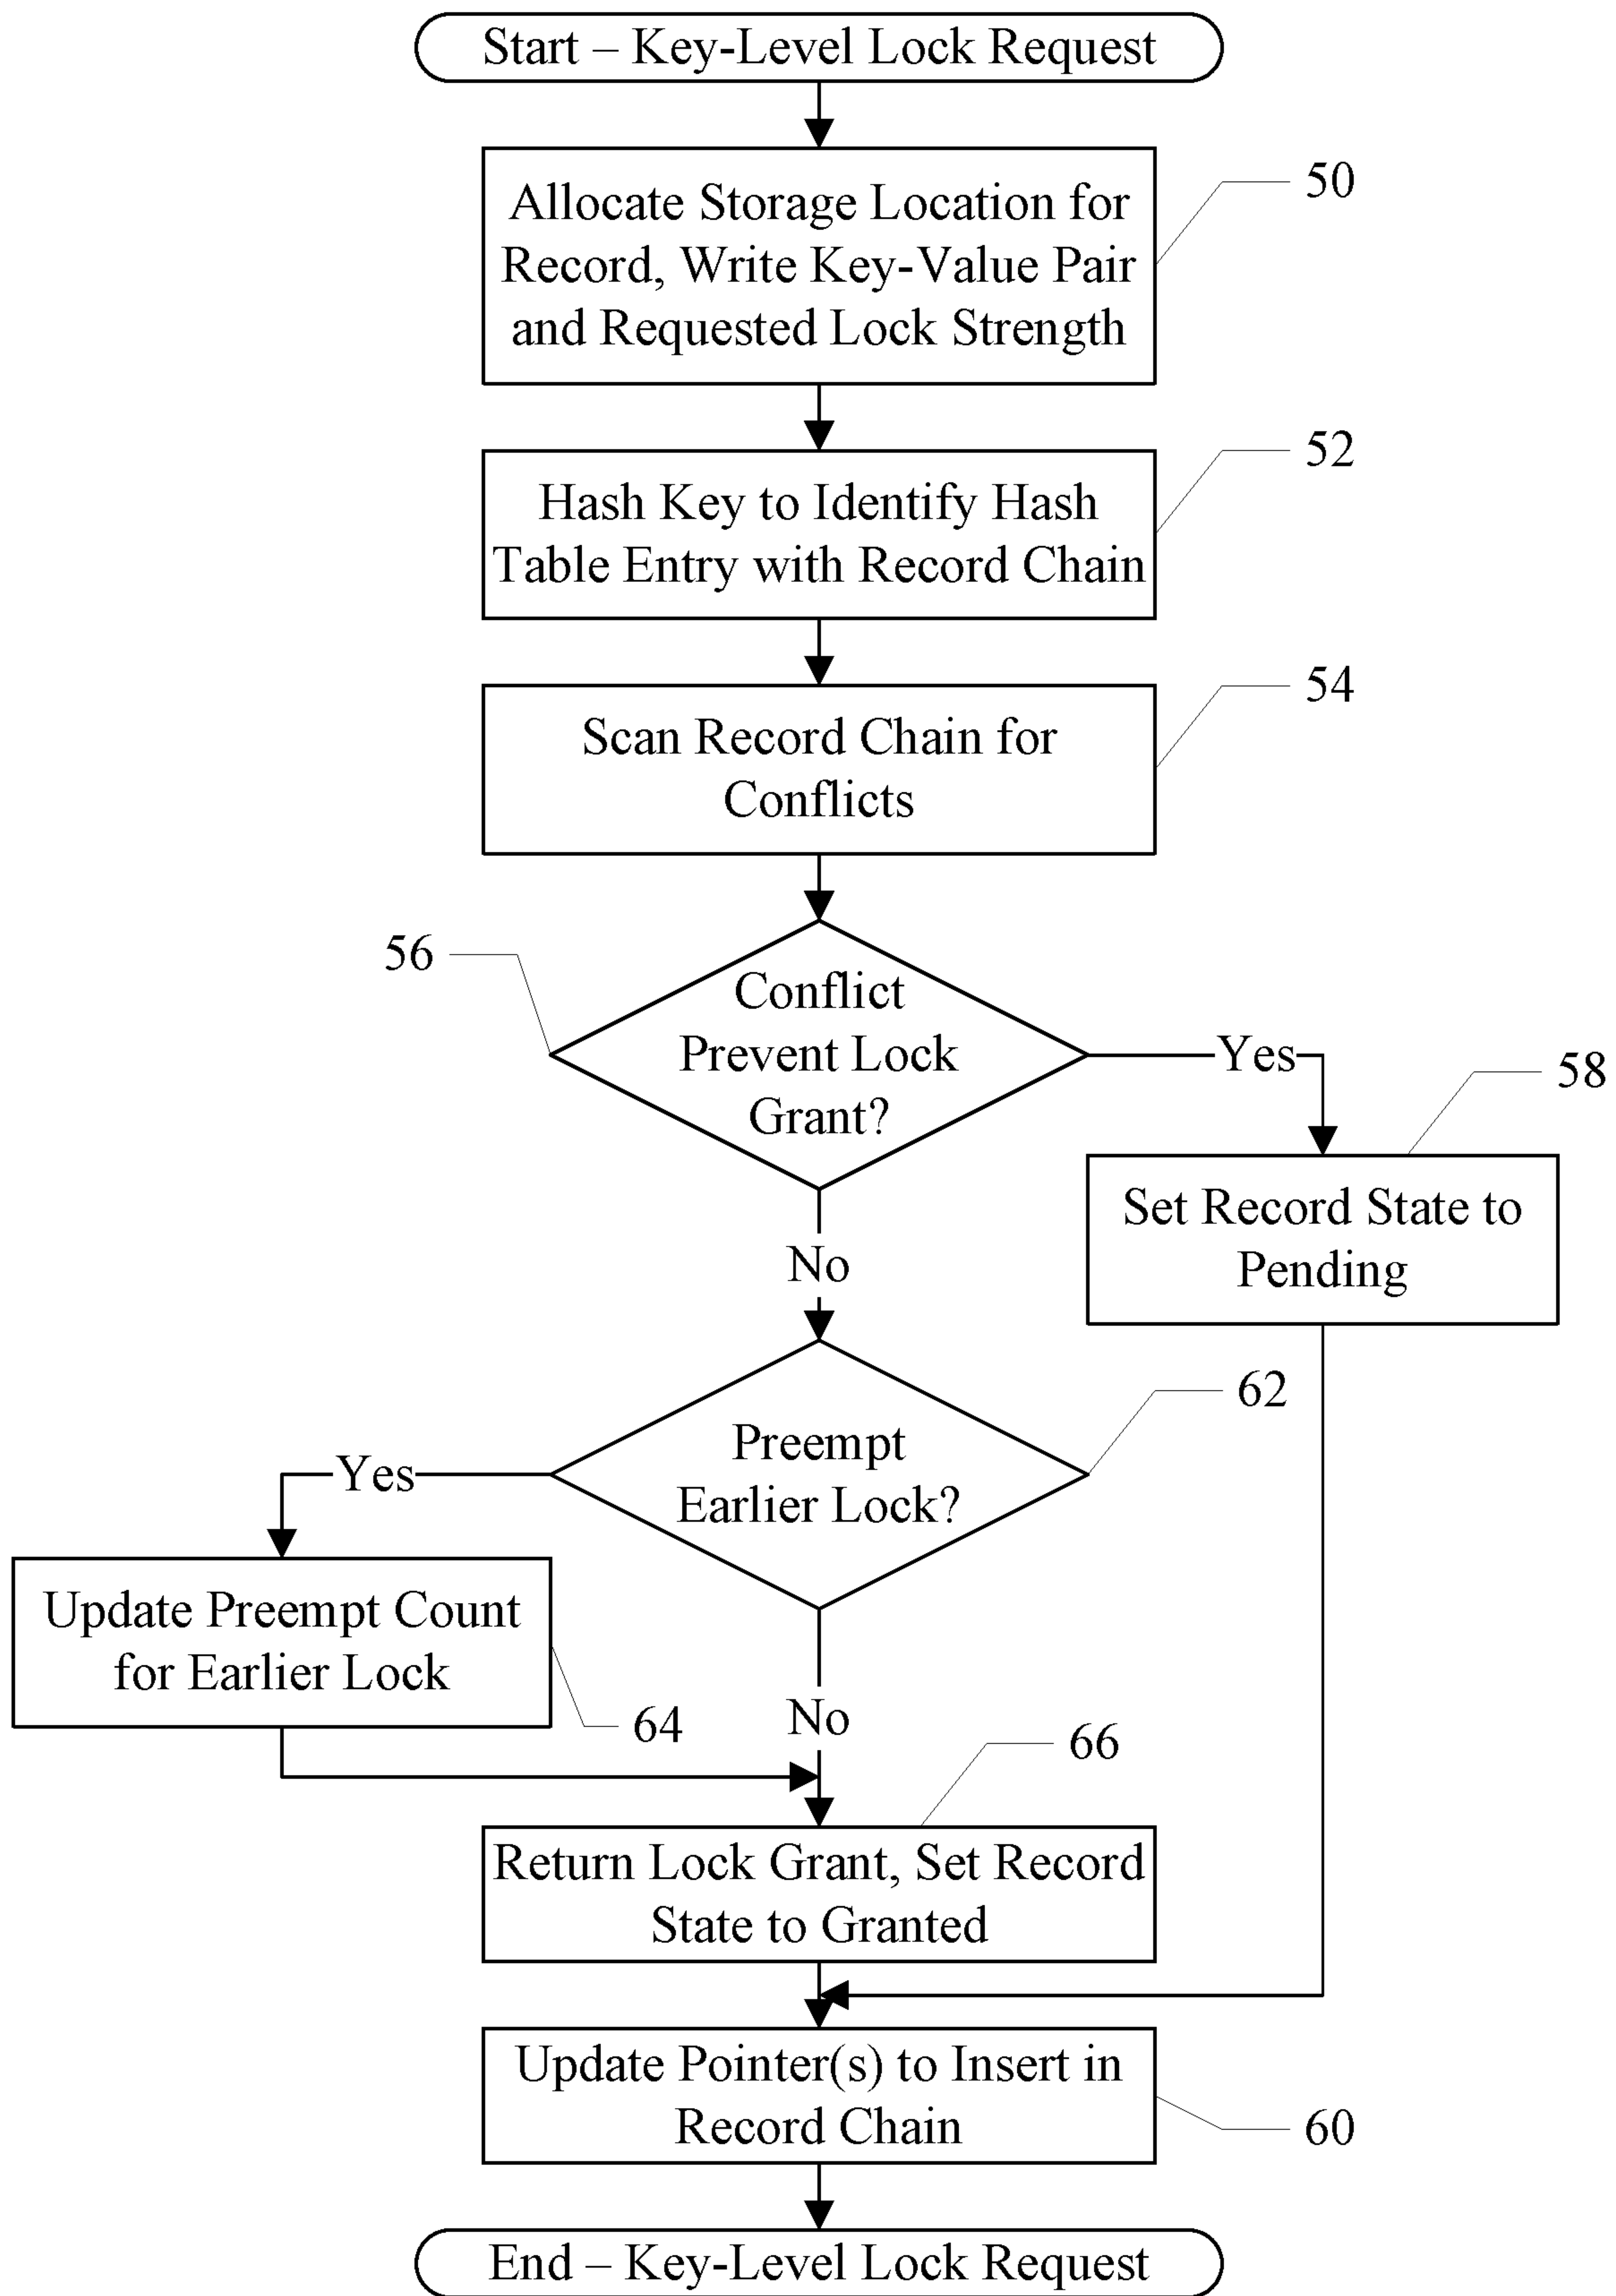 Start – Key-Level Lock Request
Allocate Storage Location for
Record, Write Key-Value Pair
and Requested Lock Strength
50
Hash Key to Identify Hash
Table Entry with Record Chain
52
Scan Record Chain for
Conflicts
54
56
Conflict
Prevent Lock
Grant?
Yes
58
Set Record State to
Pending
No
62
Preempt
Earlier Lock?
Yes
Update Preempt Count
for Earlier Lock
64
No
66
Return Lock Grant, Set Record
State to Granted
Update Pointer(s) to Insert in
Record Chain
60
End – Key-Level Lock Request